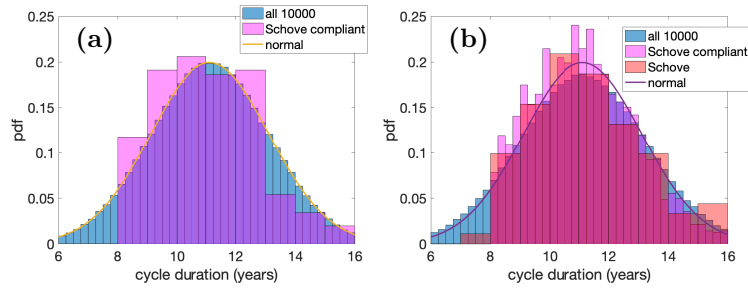 (a)
all 10000
Schove compliant
normal
0.25
0.2
0.15
0.1
0.05
0
pdf
6
8
10
12
14
16
cycle duration (years)
(b)
all 10000
Schove compliant
Schove
normal
0.25
0.2
0.15
0.1
0.05
0
pdf
6
8
10
12
14
16
cycle duration (years)